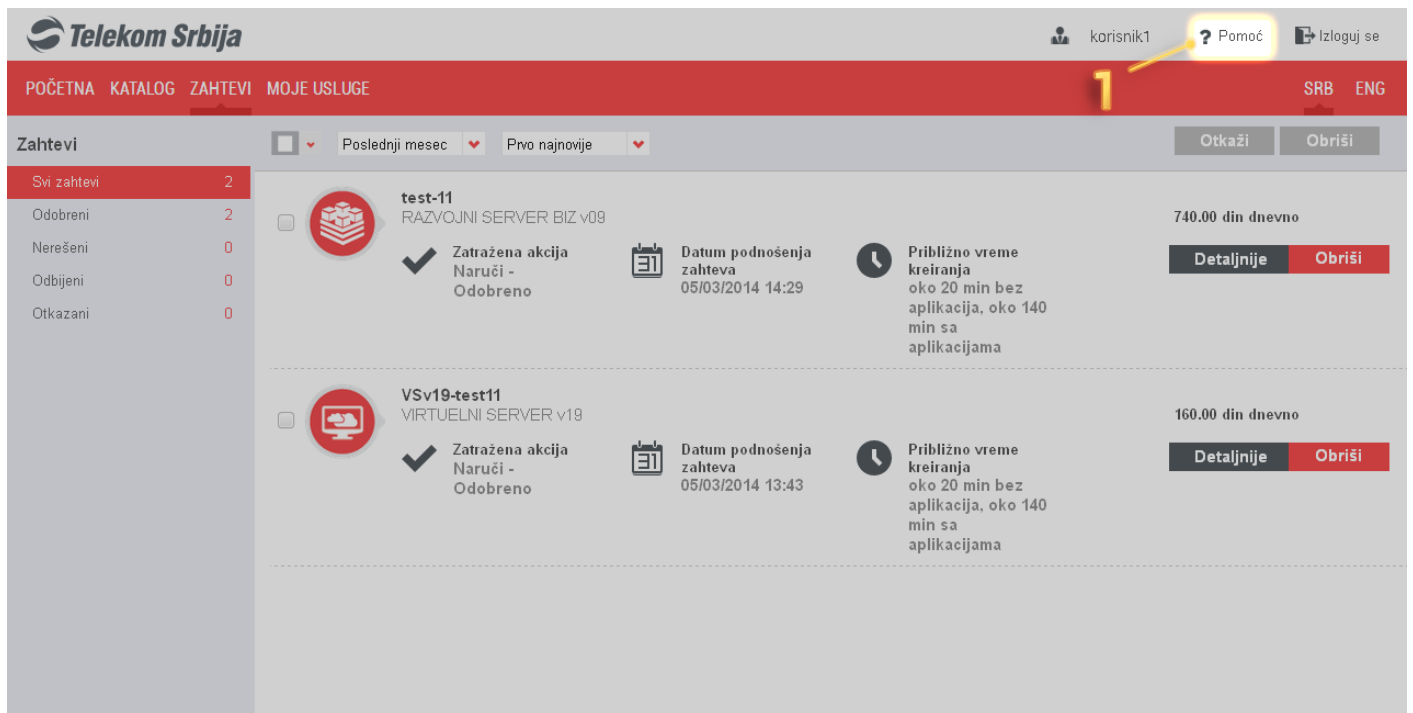 Telekom Srbija
korisnik1
? Pomoć
Izloguj se
1
POČETNA KATALOG ZAHTEVI MOJE USLUGE
SRB ENG
Zahtevi
Poslednji mesec
Prvo najnovije
Otkaži
Obriši
Svi zahtevi 2
Odobreni 2
Nerešeni 0
Odbijeni 0
Otkazani 0
test-11
RAZVOJNI SERVER BIZ v09
Zatražena akcija
Naruči -
Odobreno
31
Datum podnošenja
zahteva
05/03/2014 14:29
Približno vreme
kreiranja
oko 20 min bez
aplikacija, oko 140
min sa
aplikacijama
740.00 din dnevno
Detaljnije
Obriši
VSv19-test11
VIRTUELNI SERVER v19
Zatražena akcija
Naruči -
Odobreno
31
Datum podnošenja
zahteva
05/03/2014 13:43
Približno vreme
kreiranja
oko 20 min bez
aplikacija, oko 140
min sa
aplikacijama
160.00 din dnevno
Detaljnije
Obriši